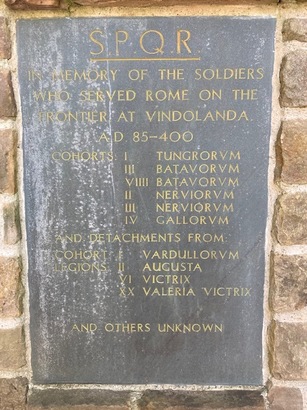 S.P.Q.R
IN MEMORY OF THE SOLDIERS
WHO SERVED ROME ON THE
FRONTIER AT VINDOLANDA
A.D. 85-400
COHORTS: I TVNGRORVM
III BATAVORVM
VIIII BATAVORVM
II NERVIORVM
III NERVIORVM
IV GALLORVM
AND DETACHMENTS FROM:
COHORT I VARDVLLORVM
LEGIONS: II AVGVSTA
VI VICTRIX
XX VALERIA VICTRIX
AND OTHERS UNKNOWN